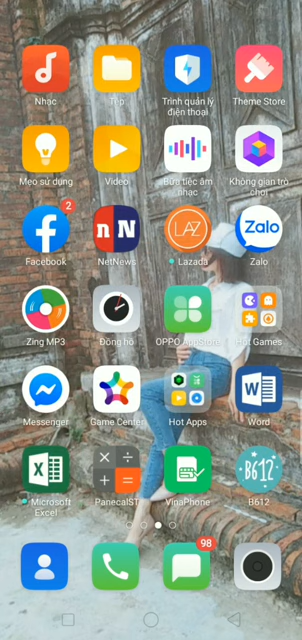 Nhạc
Tệp
Trình quản lý
điện thoại
Theme Store
Mẹo sử dụng
Video
Bữa tiệc âm
nhạc
Không gian trò
chơi
2
Facebook
n N
NetNews
LAZ
Lazada
Zalo
Zalo
Zing MP3
Đồng hồ
OPPO AppStore
Hot Games
Messenger
Game Center
Hot Apps
W
Word
X
Microsoft
Excel
PanecalST
VinaPhone
B612
B612
98